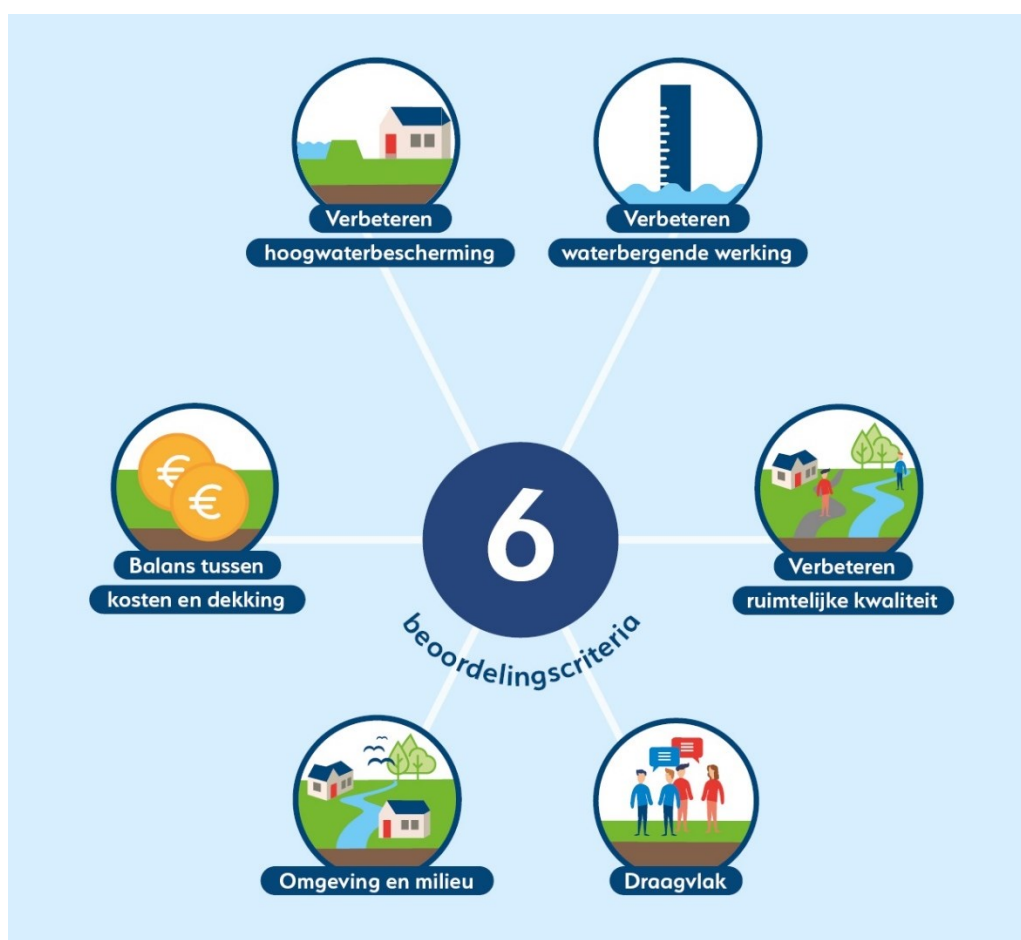 Verbeteren
hoogwaterbescherming
Verbeteren
waterbergende werking
€
€
Balans tussen
kosten en dekking
6
beoordelingscriteria
Verbeteren
ruimtelijke kwaliteit
Omgeving en milieu
Draagvlak